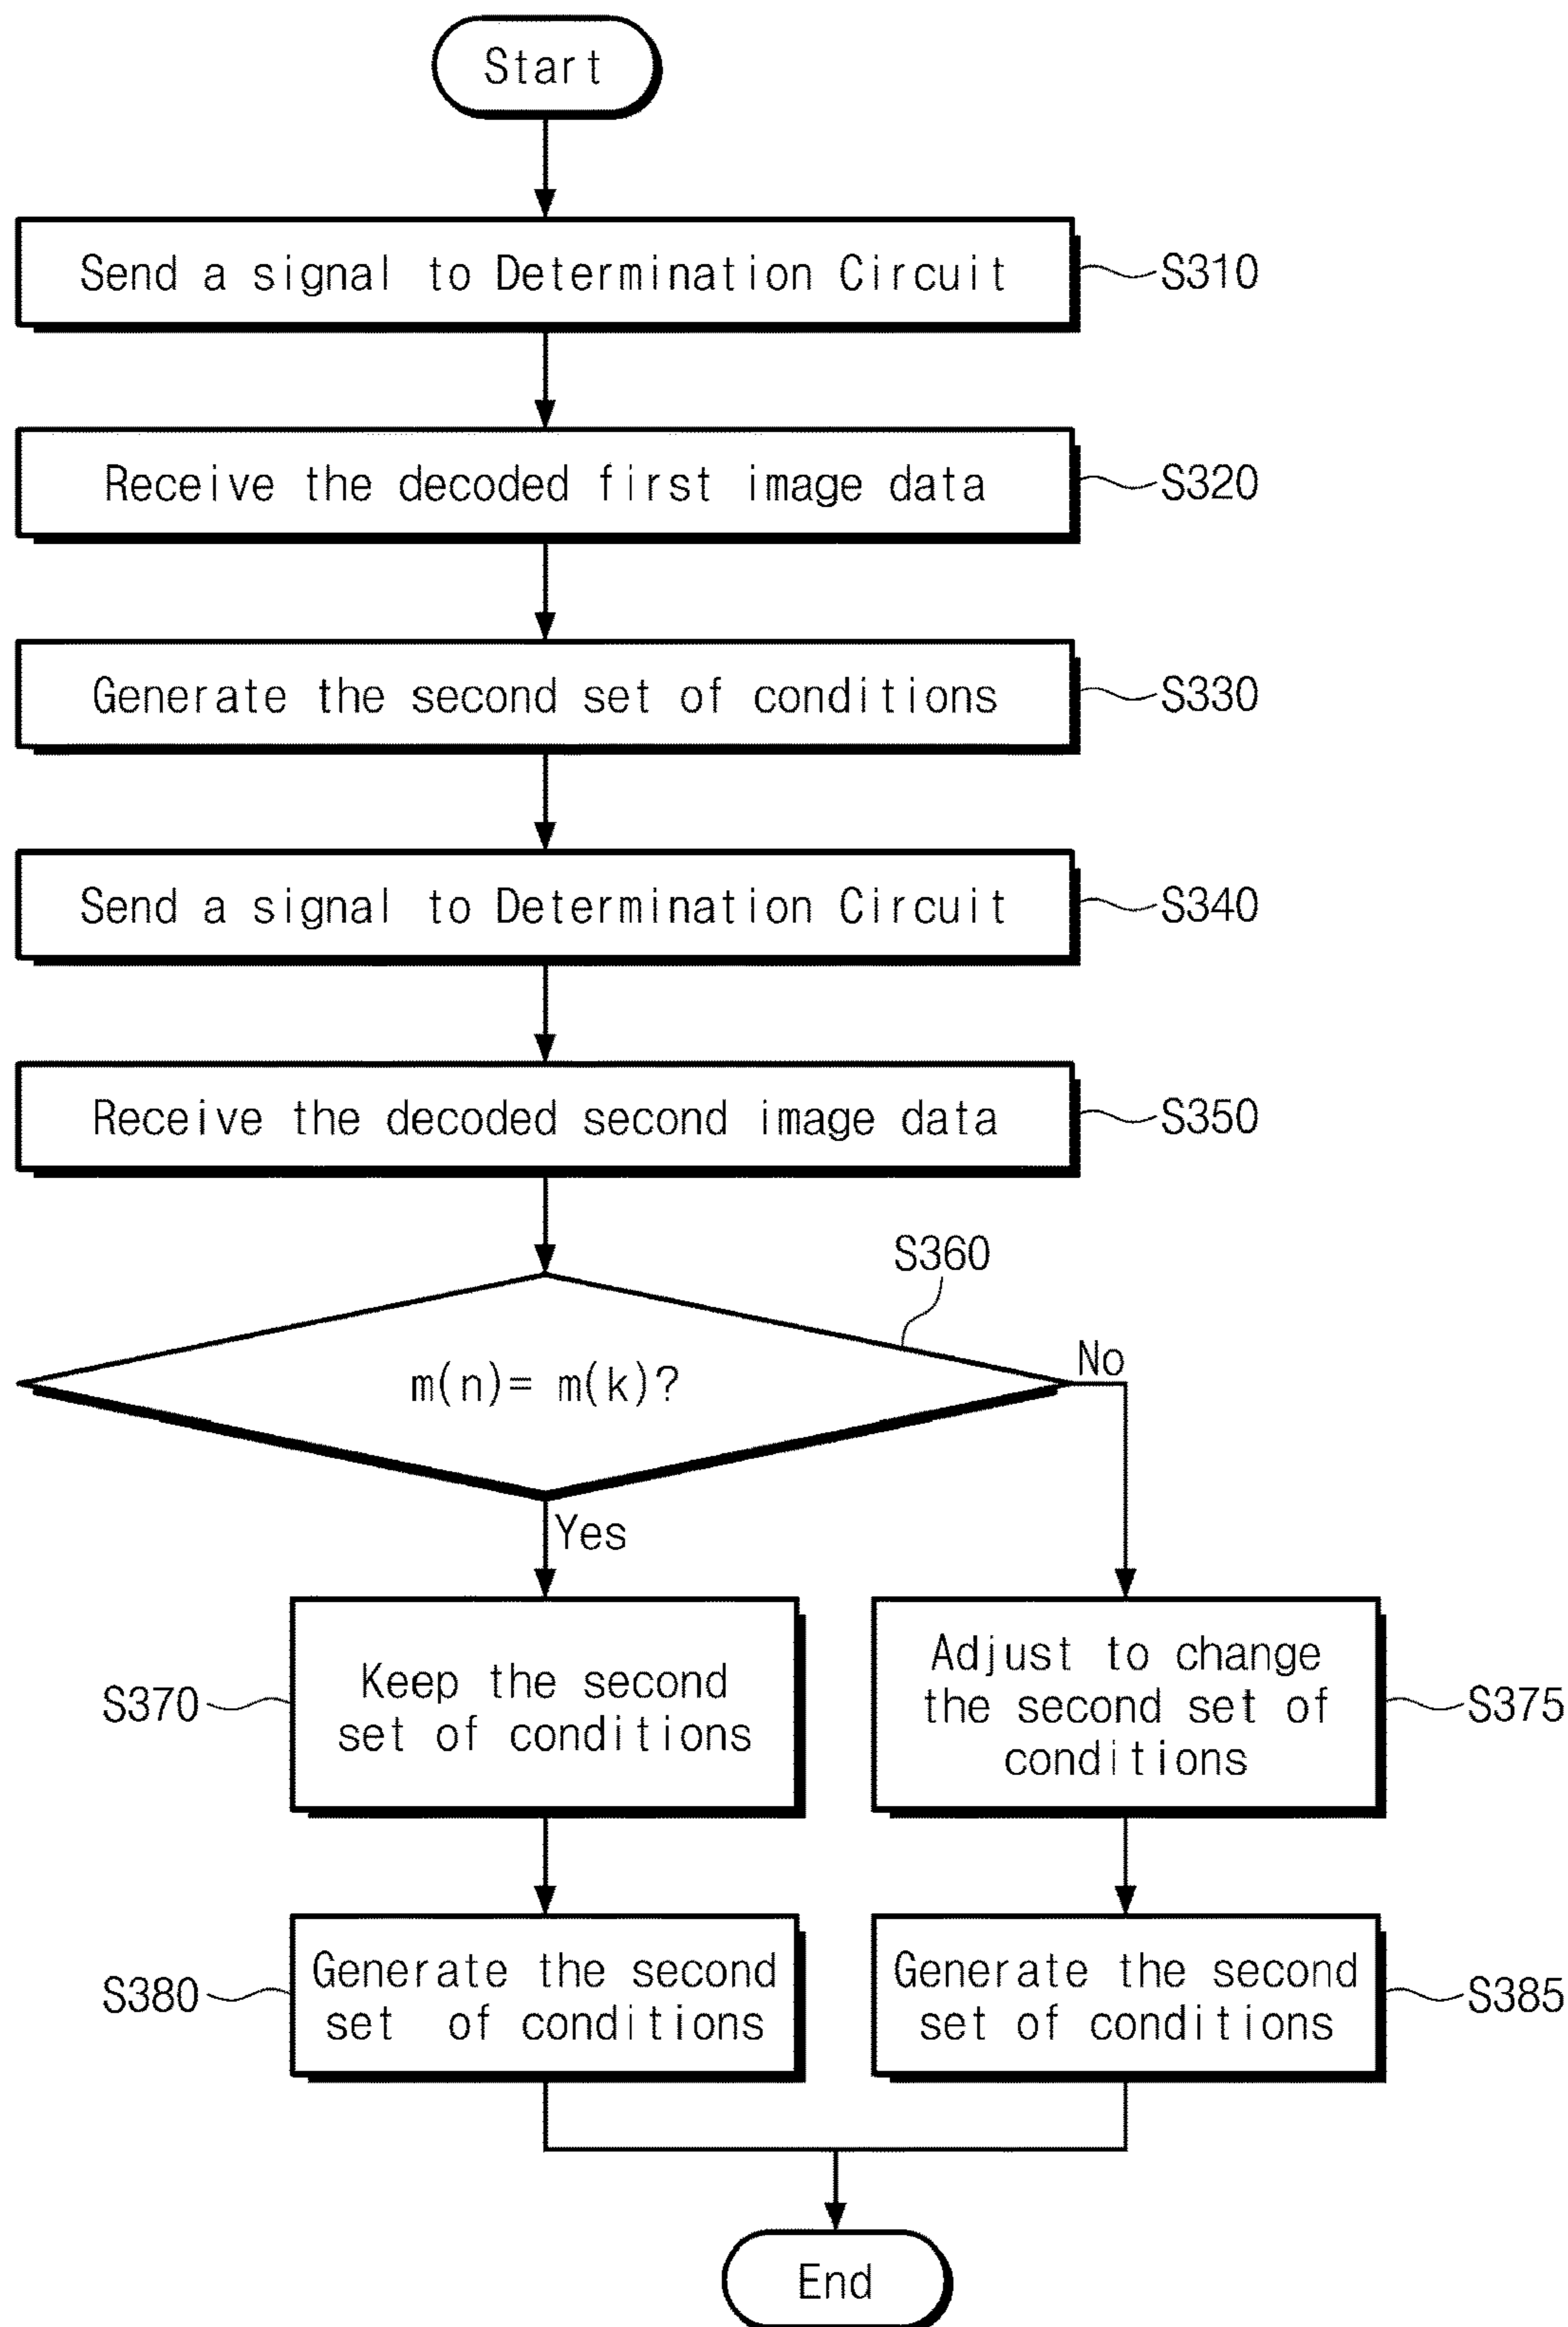 Start
Send a signal to Determination Circuit
S310
Receive the decoded first image data
S320
Generate the second set of conditions
S330
Send a signal to Determination Circuit
S340
Receive the decoded second image data
S350
S360
m(n)= m(k)?
No
Yes
Keep the second
set of conditions
S370
Adjust to change
the second set of
conditions
S375
Generate the second
set of conditions
S380
Generate the second
set of conditions
S385
End